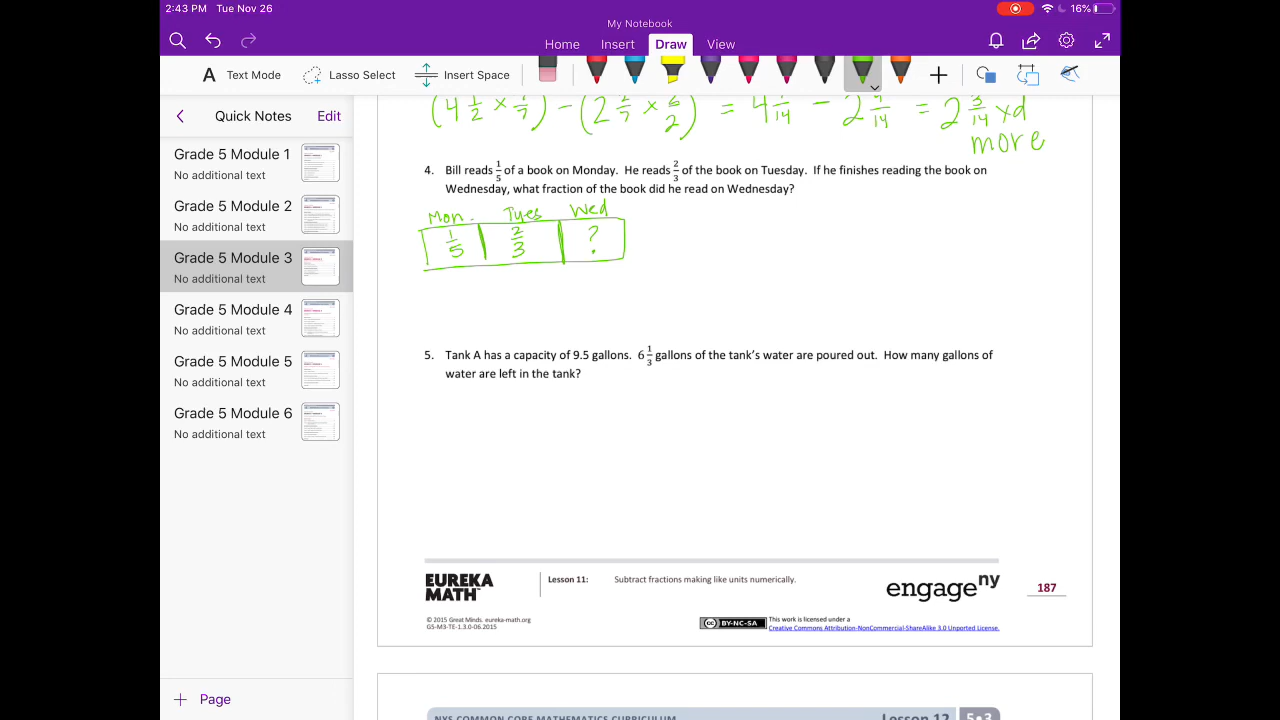 2:43 PM Tue Nov 26
16%
My Notebook
Home Insert Draw View
A Text Mode Lasso Select Insert Space
Quick Notes Edit
Grade 5 Module 1
No additional text
Grade 5 Module 2
No additional text
Grade 5 Module 3
No additional text
Grade 5 Module 4
No additional text
Grade 5 Module 5
No additional text
Grade 5 Module 6
No additional text
+ Page
= 4 1/14 − 2 = 2 3/14 yd
more
4. Bill reads 1/5 of a book on Monday. He reads 2/3 of the book on Tuesday. If he finishes reading the book on
Wednesday, what fraction of the book did he read on Wednesday?
Mon. Tues Wed
1/5 2/3 ?
5. Tank A has a capacity of 9.5 gallons. 6 1/3 gallons of the tank's water are poured out. How many gallons of
water are left in the tank?
EUREKA
MATH™
Lesson 11: Subtract fractions making like units numerically.
engageny
187
© 2015 Great Minds. eureka-math.org
G5-M3-TE-1.3.0-06.2015
CC BY-NC-SA
This work is licensed under a
Creative Commons Attribution-NonCommercial-ShareAlike 3.0 Unported License.
NYS COMMON CORE MATHEMATICS CURRICULUM Lesson 12 5•3